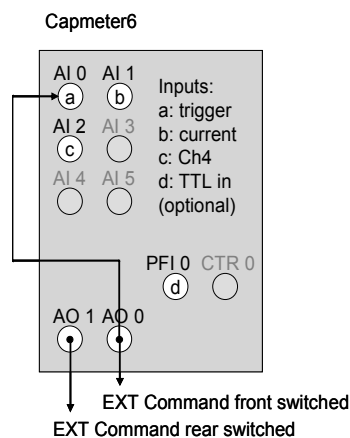 Capmeter6
AI 0 AI 1
a b
Inputs:
a: trigger
b: current
c: Ch4
d: TTL in
(optional)
AI 2 AI 3
c
AI 4 AI 5
PFI 0 CTR 0
d
AO 1 AO 0
EXT Command front switched
EXT Command rear switched